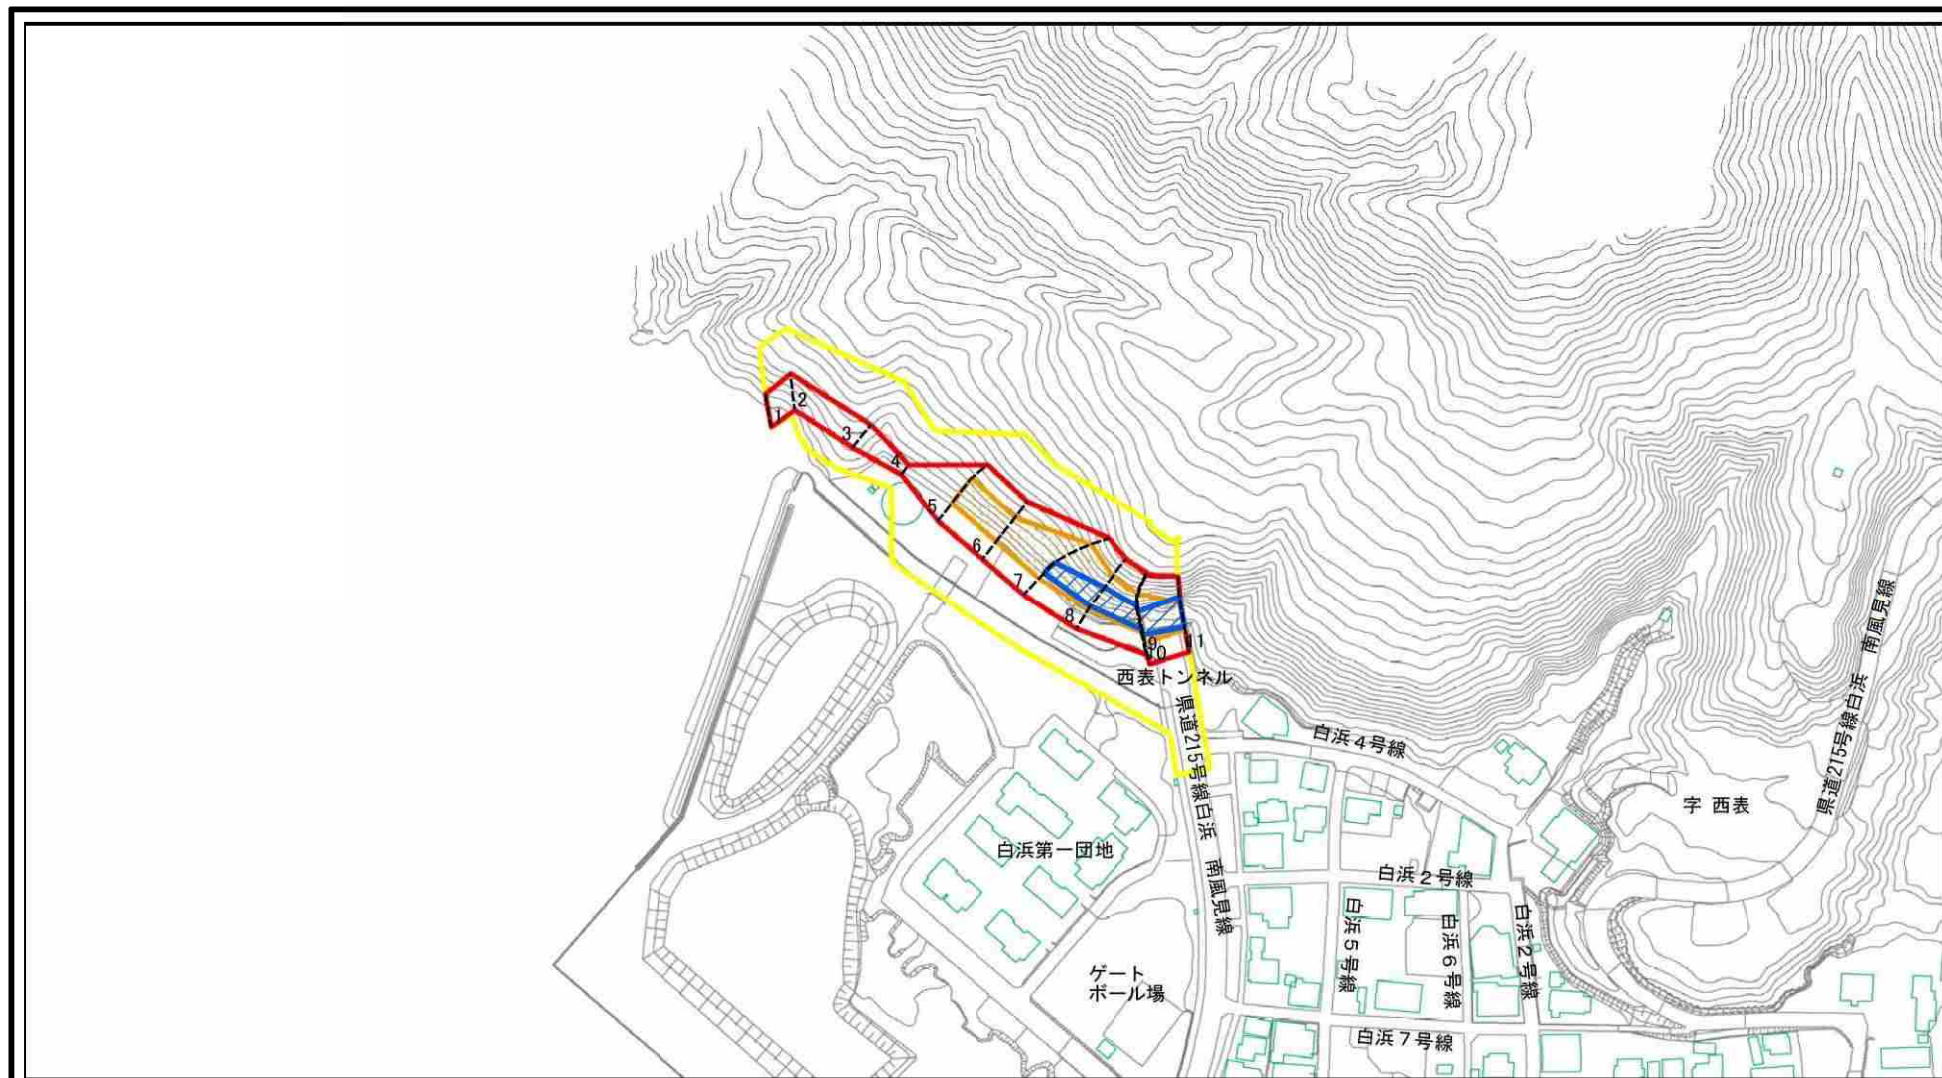 1
2
3
4
5
6
7
8
9
10
11
西表トンネル
県道215号線白浜　南風見線
白浜4号線
県道215号線白浜　南風見線
字 西表
白浜第一団地
白浜2号線
白浜5号線
白浜6号線
白浜2号線
ゲート
ボール場
白浜7号線